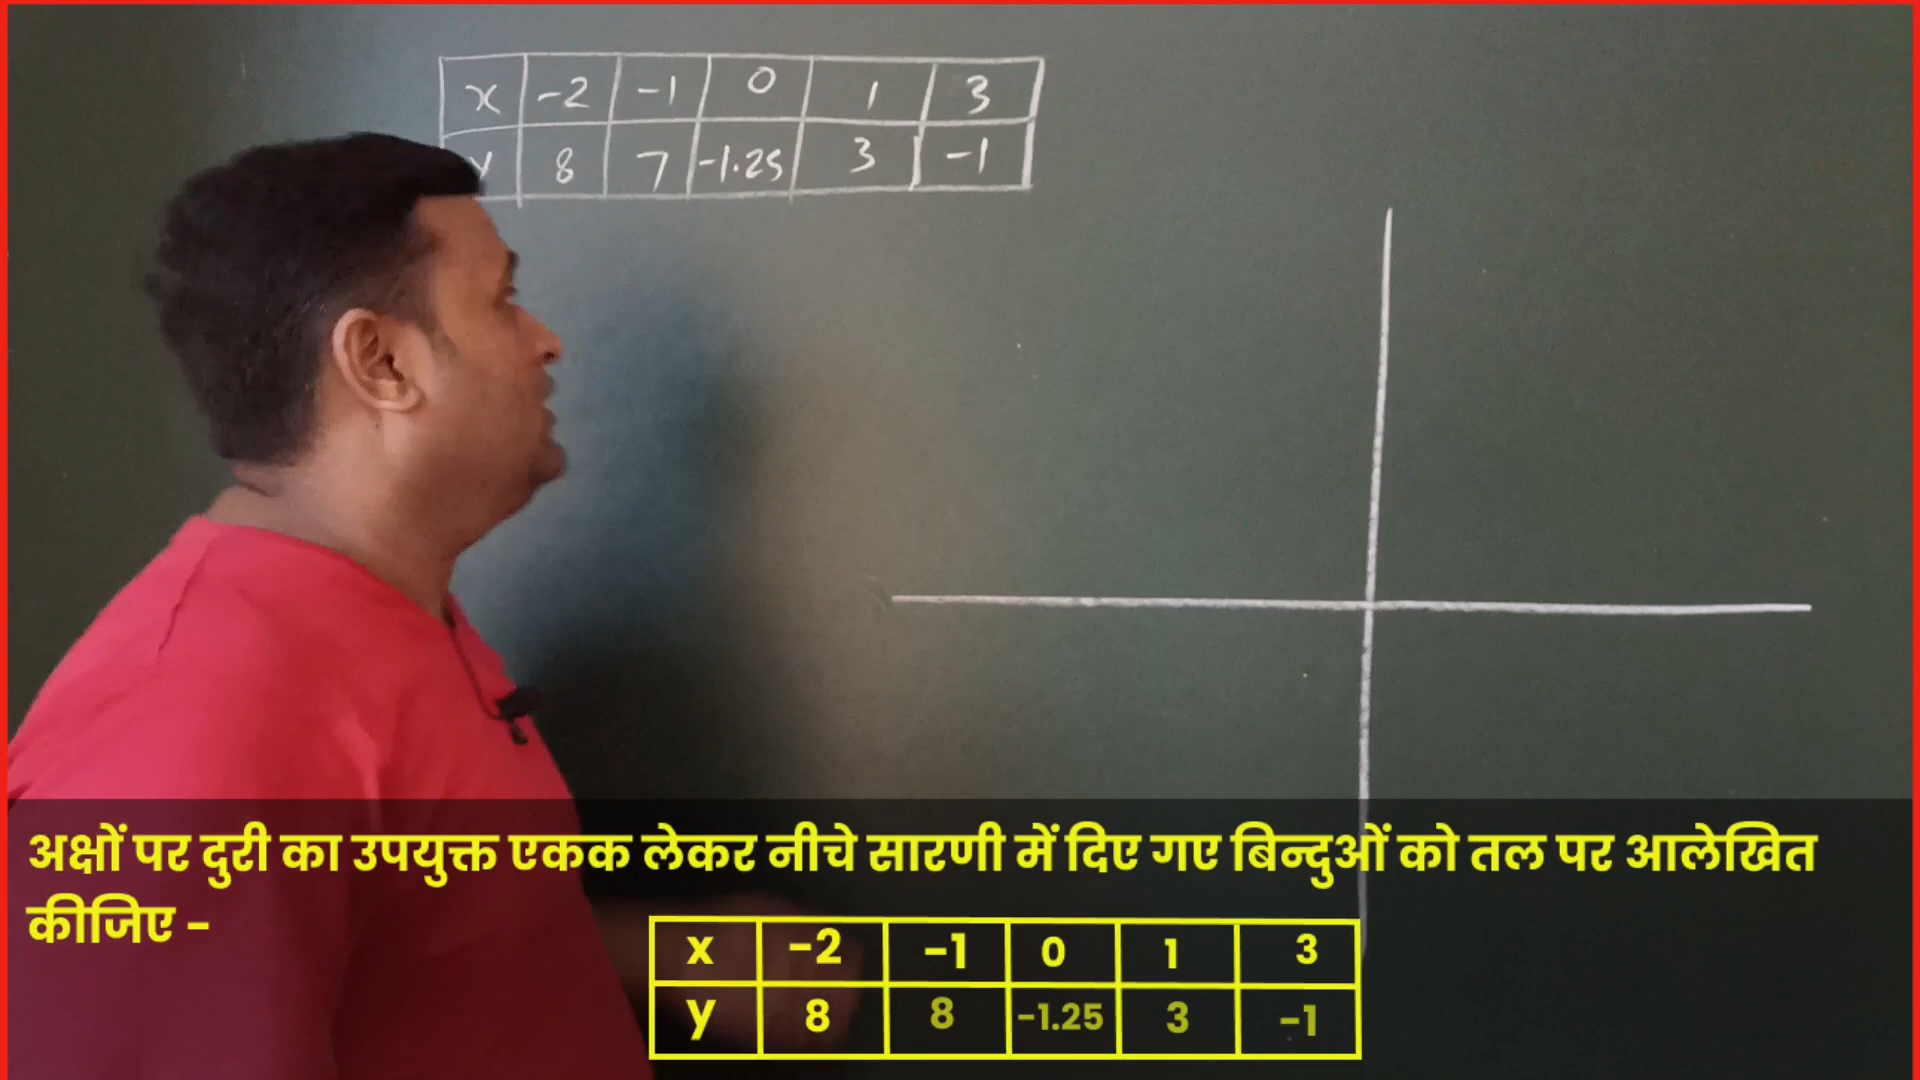 x -2 -1 0 1 3
y 8 7 -1.25 3 -1
अक्षों पर दुरी का उपयुक्त एकक लेकर नीचे सारणी में दिए गए बिन्दुओं को तल पर आलेखित
कीजिए -
x -2 -1 0 1 3
y 8 8 -1.25 3 -1